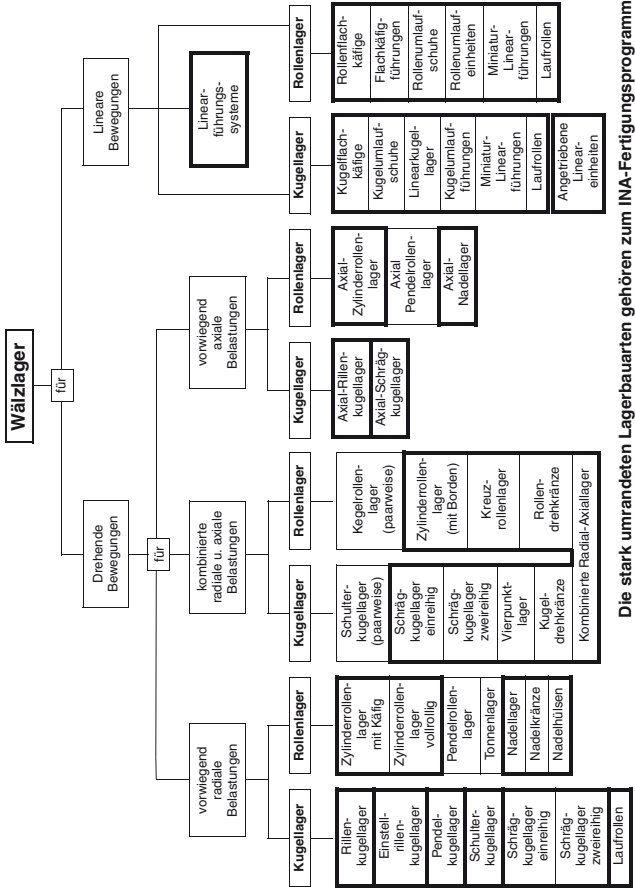 Wälzlager
für
Drehende
Bewegungen
Lineare
Bewegungen
für
vorwiegend
radiale
Belastungen
kombinierte
radiale u. axiale
Belastungen
vorwiegend
axiale
Belastungen
Linear-
führungs-
systeme
Kugellager
Rillen-
kugellager
Einstell-
rillen-
kugellager
Pendel-
kugellager
Schulter-
kugellager
Schräg-
kugellager
einreihig
Schräg-
kugellager
zweireihig
Laufrollen
Rollenlager
Zylinderrollen-
lager
mit Käfig
Zylinderrollen-
lager
vollrollig
Pendelrollen-
lager
Tonnenlager
Nadellager
Nadelkränze
Nadelhülsen
Kugellager
Schulter-
kugellager
(paarweise)
Schräg-
kugellager
einreihig
Schräg-
kugellager
zweireihig
Vierpunkt-
lager
Kugel-
drehkränze
Rollenlager
Kegelrollen-
lager
(paarweise)
Zylinderrollen-
lager
(mit Borden)
Kreuz-
rollenlager
Rollen-
drehkränze
Kombinierte Radial-Axiallager
Kugellager
Axial-Rillen-
kugellager
Axial-Schräg-
kugellager
Rollenlager
Axial-
Zylinderrollen-
lager
Axial
Pendelrollen-
lager
Axial-
Nadellager
Kugellager
Kugelflach-
käfige
Kugelumlauf-
schuhe
Linearkugel-
lager
Kugelumlauf-
führungen
Miniatur-
Linear-
führungen
Laufrollen
Angetriebene
Linear-
einheiten
Rollenlager
Rollenflach-
käfige
Flachkäfig-
führungen
Rollenumlauf-
schuhe
Rollenumlauf-
einheiten
Miniatur-
Linear-
führungen
Laufrollen
Die stark umrandeten Lagerbauarten gehören zum INA-Fertigungsprogramm